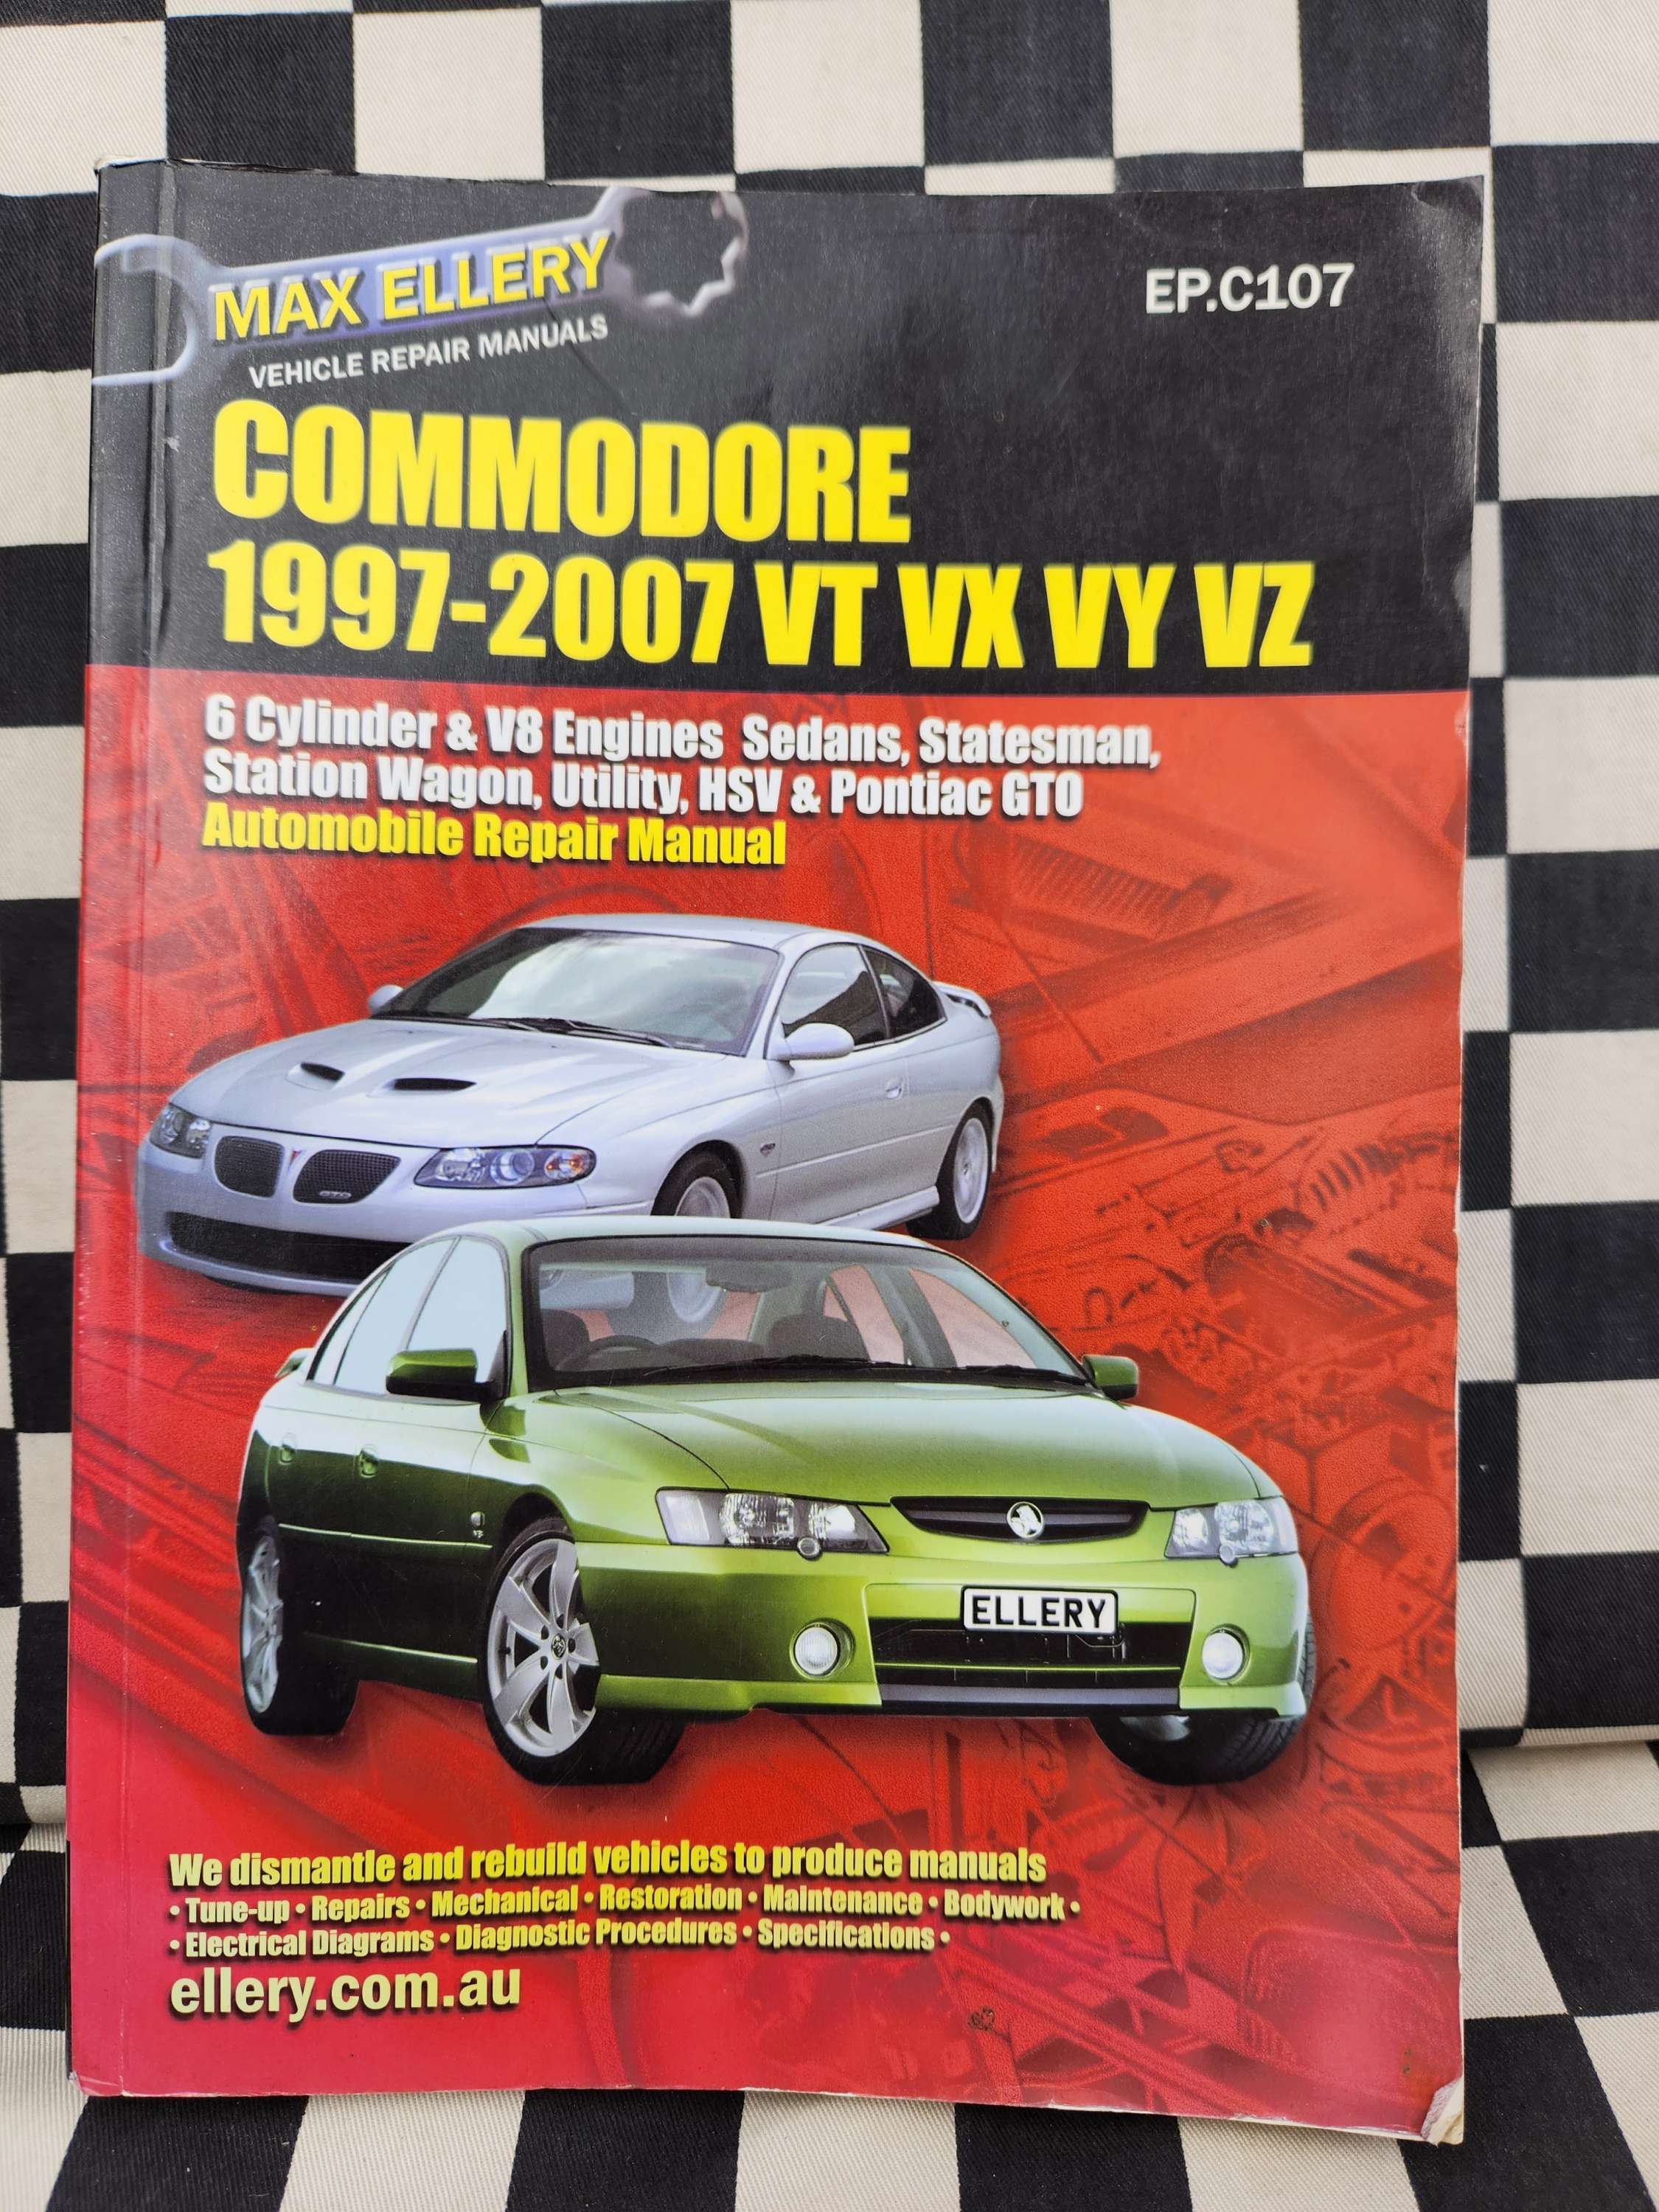 MAX ELLERY
VEHICLE REPAIR MANUALS
EP.C107
COMMODORE
1997-2007 VT VX VY VZ
6 Cylinder & V8 Engines Sedans, Statesman,
Station Wagon, Utility, HSV & Pontiac GTO
Automobile Repair Manual
GTO
ELLERY
We dismantle and rebuild vehicles to produce manuals
• Tune-up • Repairs • Mechanical • Restoration • Maintenance • Bodywork •
• Electrical Diagrams • Diagnostic Procedures • Specifications •
ellery.com.au